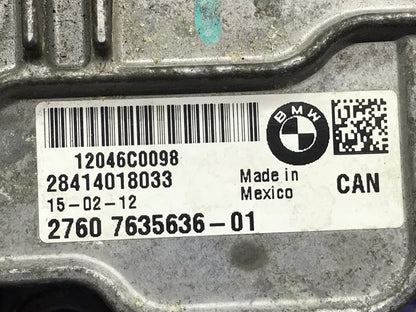 BMW
12046C0098
28414018033
15-02-12
Made in
Mexico
CAN
2760 7635636-01